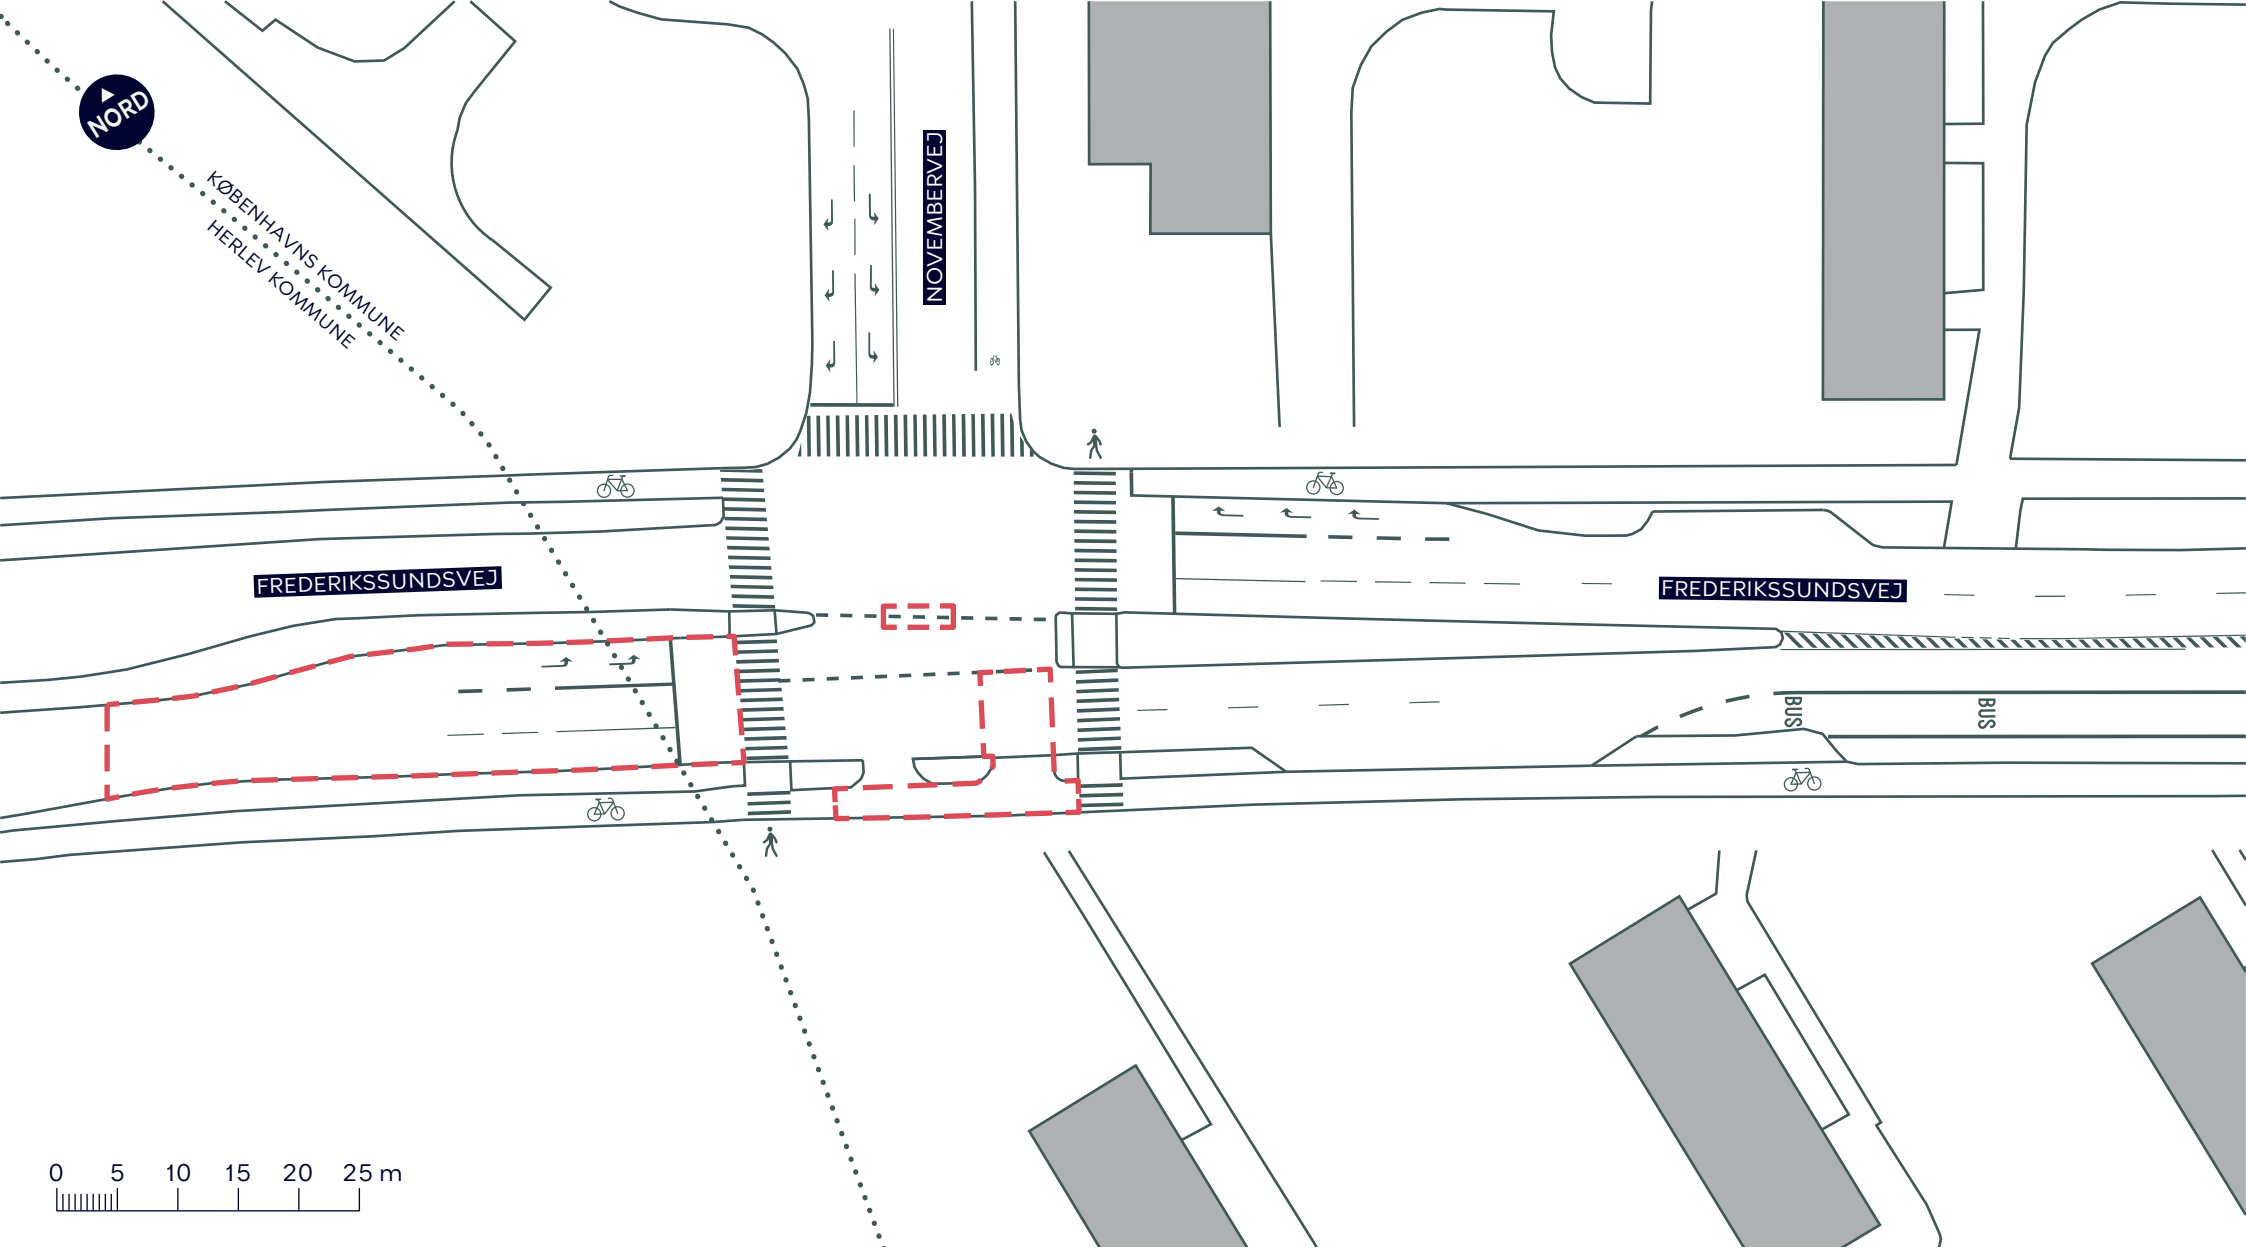 NORD
KØBENHAVNS KOMMUNE
HERLEV KOMMUNE
NOVEMBERVEJ
FREDERIKSSUNDSVEJ
FREDERIKSSUNDSVEJ
BUS
BUS
0 5 10 15 20 25 m